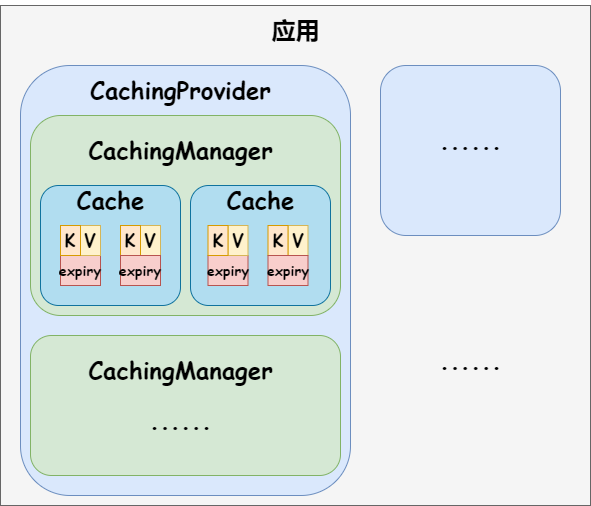 应用
CachingProvider
......
CachingManager
Cache
Cache
K V K V K V K V
expiry expiry expiry expiry
CachingManager
......
......